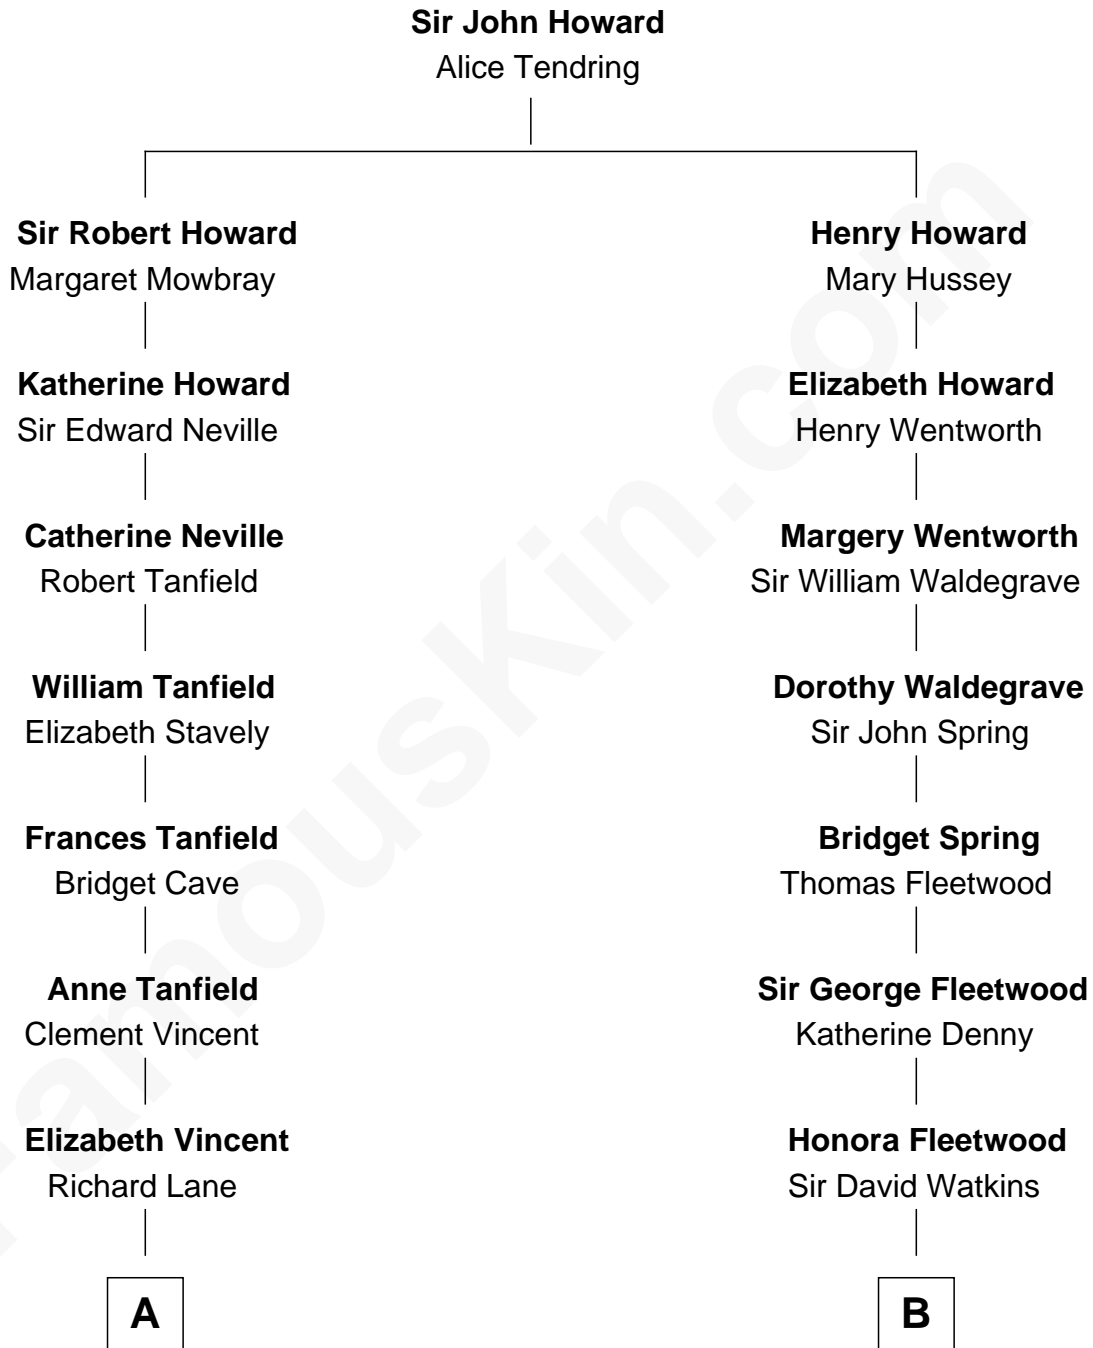 Sir John Howard
Alice Tendring
Sir Robert Howard
Margaret Mowbray
Henry Howard
Mary Hussey
Katherine Howard
Sir Edward Neville
Elizabeth Howard
Henry Wentworth
Catherine Neville
Robert Tanfield
Margery Wentworth
Sir William Waldegrave
William Tanfield
Elizabeth Stavely
Dorothy Waldegrave
Sir John Spring
Frances Tanfield
Bridget Cave
Bridget Spring
Thomas Fleetwood
Anne Tanfield
Clement Vincent
Sir George Fleetwood
Katherine Denny
Elizabeth Vincent
Richard Lane
Honora Fleetwood
Sir David Watkins
A
B
FamousKin.com